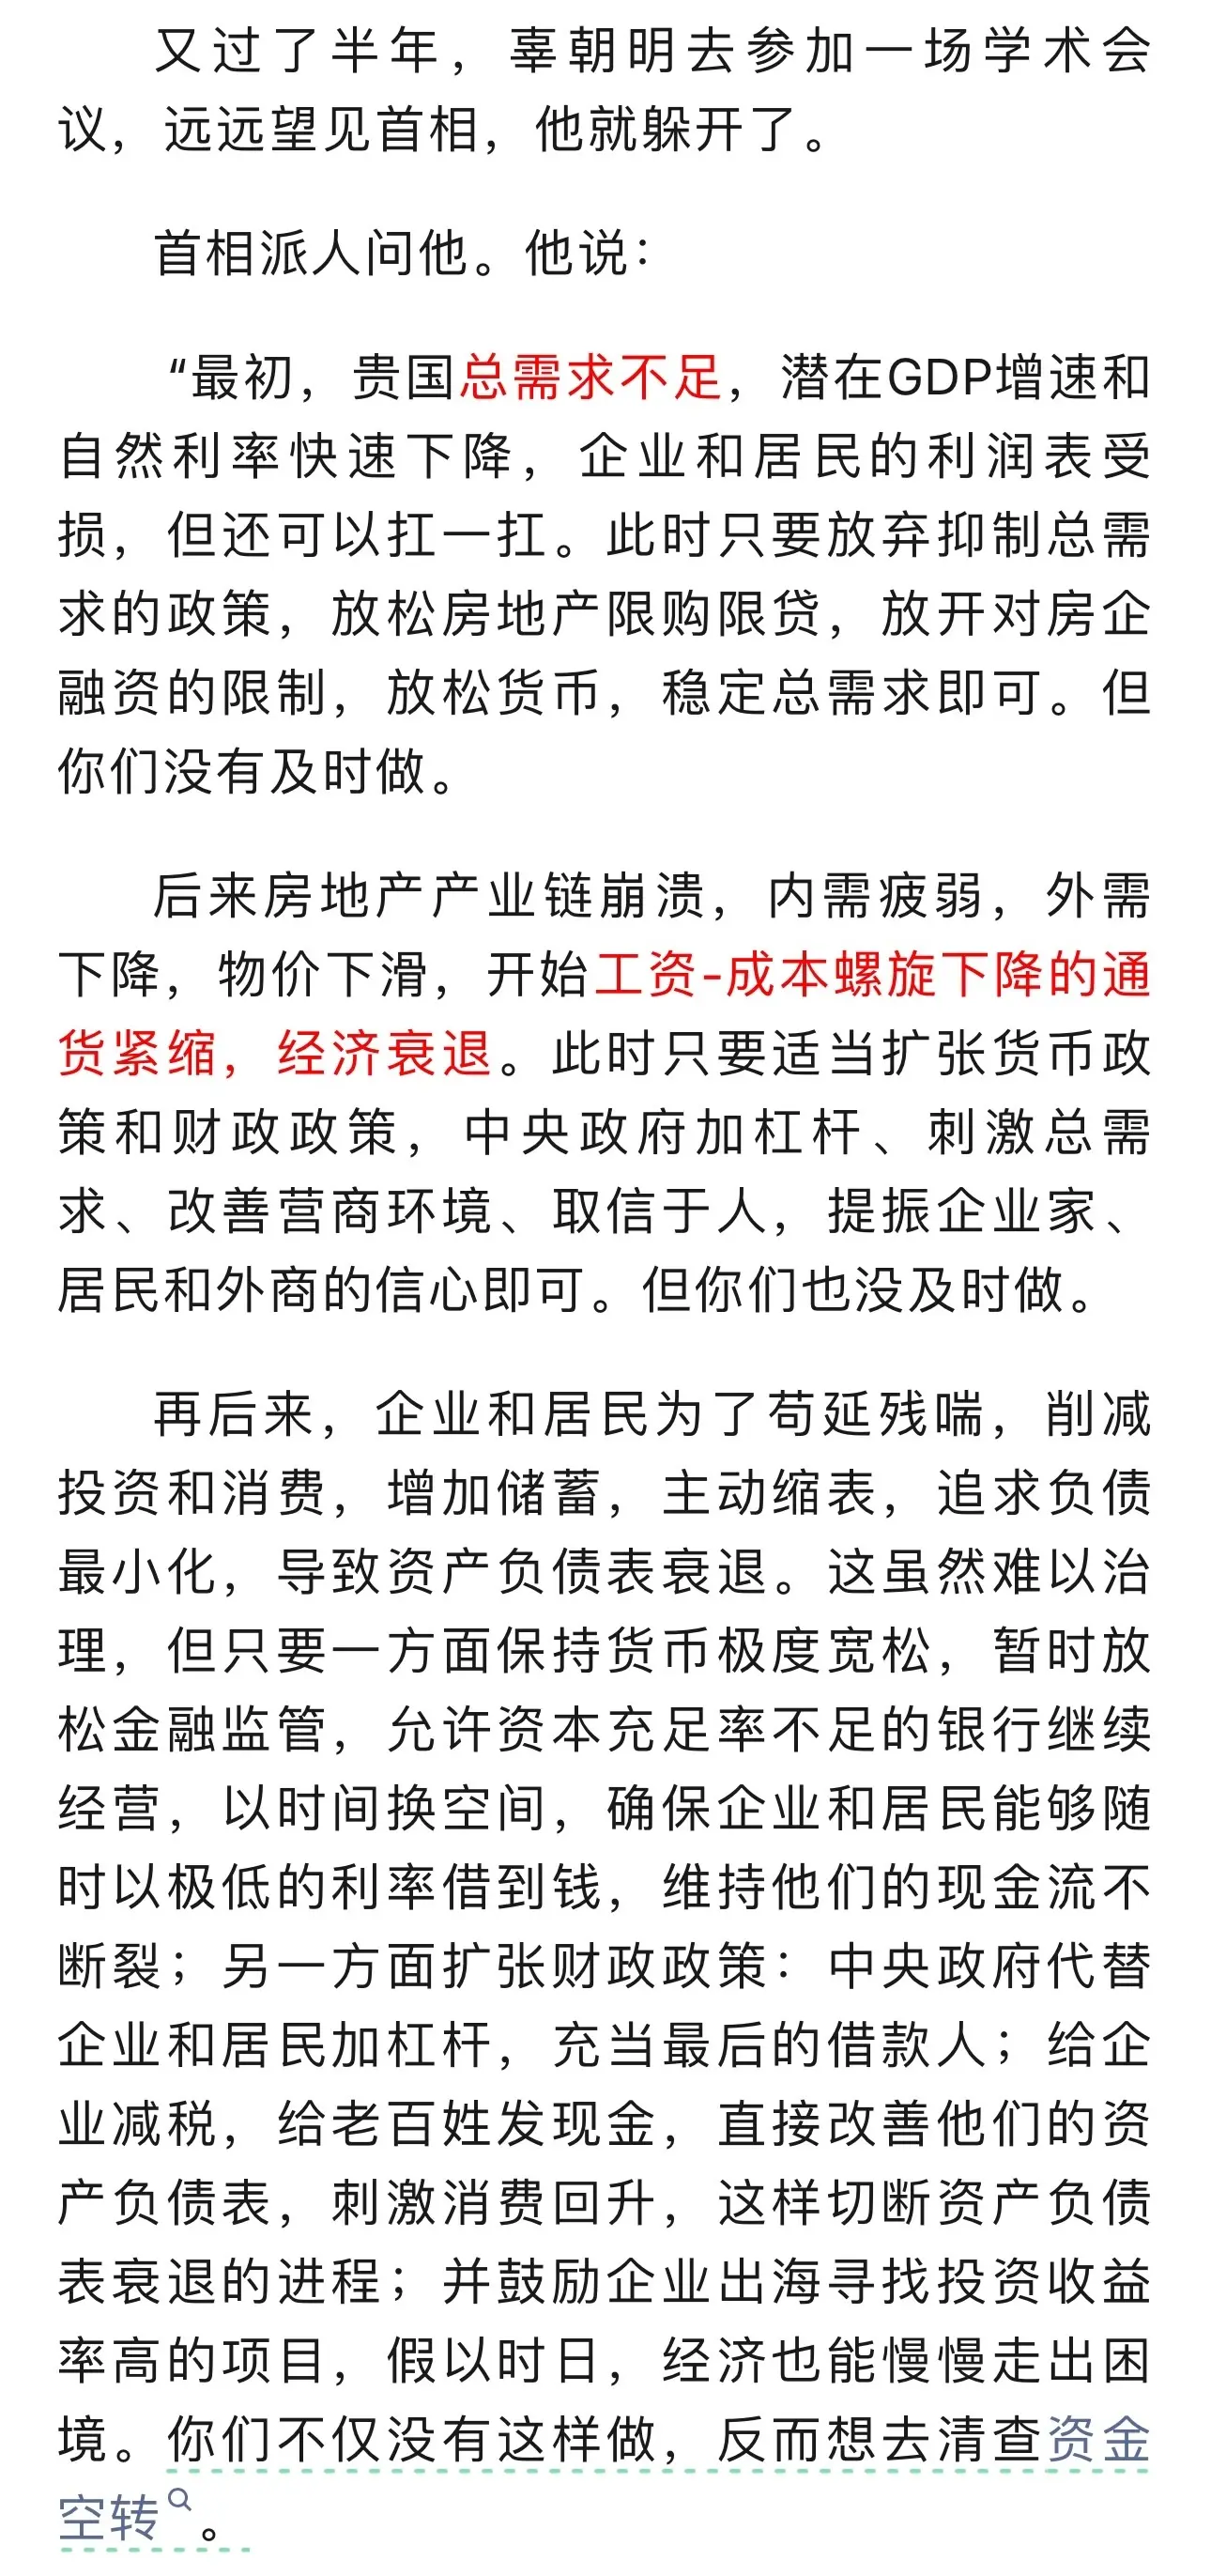 又过了半年，辜朝明去参加一场学术会
议，远远望见首相，他就躲开了。
首相派人问他。他说：
“最初，贵国总需求不足，潜在GDP增速和
自然利率快速下降，企业和居民的利润表受
损，但还可以扛一扛。此时只要放弃抑制总需
求的政策，放松房地产限购限贷，放开对房企
融资的限制，放松货币，稳定总需求即可。但
你们没有及时做。
后来房地产产业链崩溃，内需疲弱，外需
下降，物价下滑，开始工资-成本螺旋下降的通
货紧缩，经济衰退。此时只要适当扩张货币政
策和财政政策，中央政府加杠杆、刺激总需
求、改善营商环境、取信于人，提振企业家、
居民和外商的信心即可。但你们也没及时做。
再后来，企业和居民为了苟延残喘，削减
投资和消费，增加储蓄，主动缩表，追求负债
最小化，导致资产负债表衰退。这虽然难以治
理，但只要一方面保持货币极度宽松，暂时放
松金融监管，允许资本充足率不足的银行继续
经营，以时间换空间，确保企业和居民能够随
时以极低的利率借到钱，维持他们的现金流不
断裂；另一方面扩张财政政策：中央政府代替
企业和居民加杠杆，充当最后的借款人；给企
业减税，给老百姓发现金，直接改善他们的资
产负债表，刺激消费回升，这样切断资产负债
表衰退的进程；并鼓励企业出海寻找投资收益
率高的项目，假以时日，经济也能慢慢走出困
境。你们不仅没有这样做，反而想去清查资金
空转。